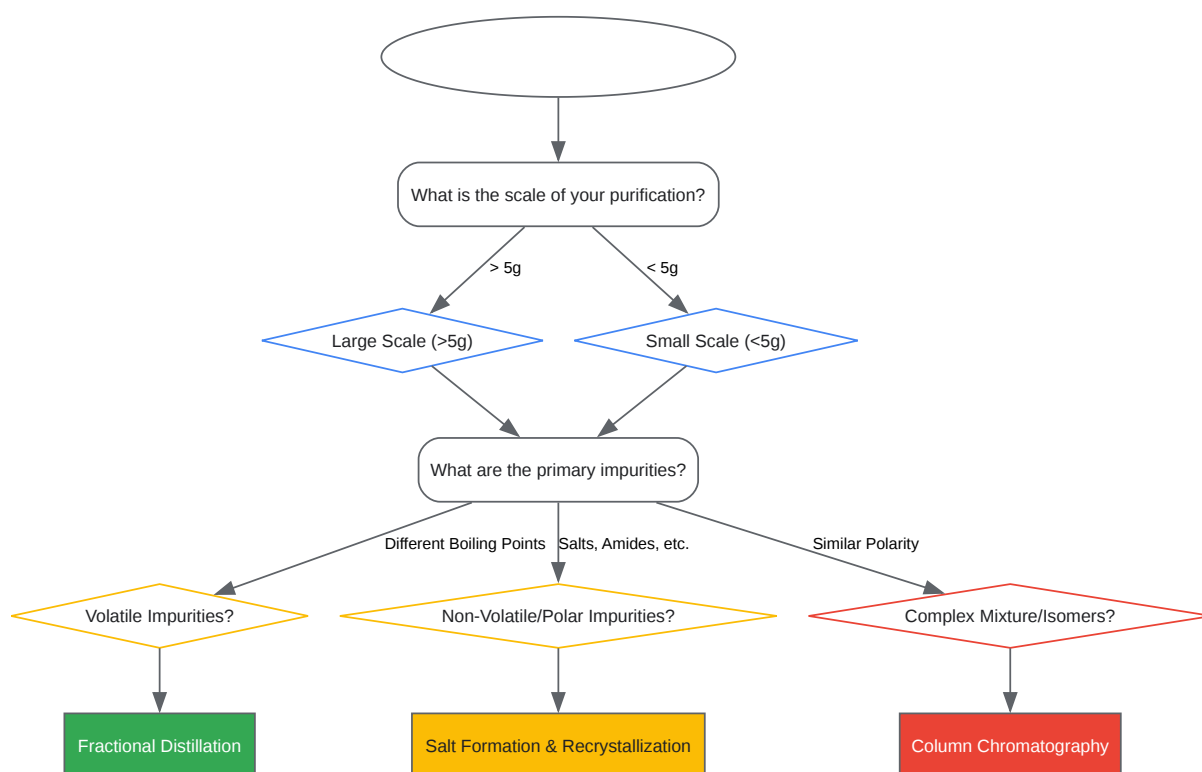 What is the scale of your purification?
> 5g
< 5g
Large Scale (>5g)
Small Scale (<5g)
What are the primary impurities?
Different Boiling Points
Salts, Amides, etc.
Similar Polarity
Volatile Impurities?
Non-Volatile/Polar Impurities?
Complex Mixture/Isomers?
Fractional Distillation
Salt Formation & Recrystallization
Column Chromatography